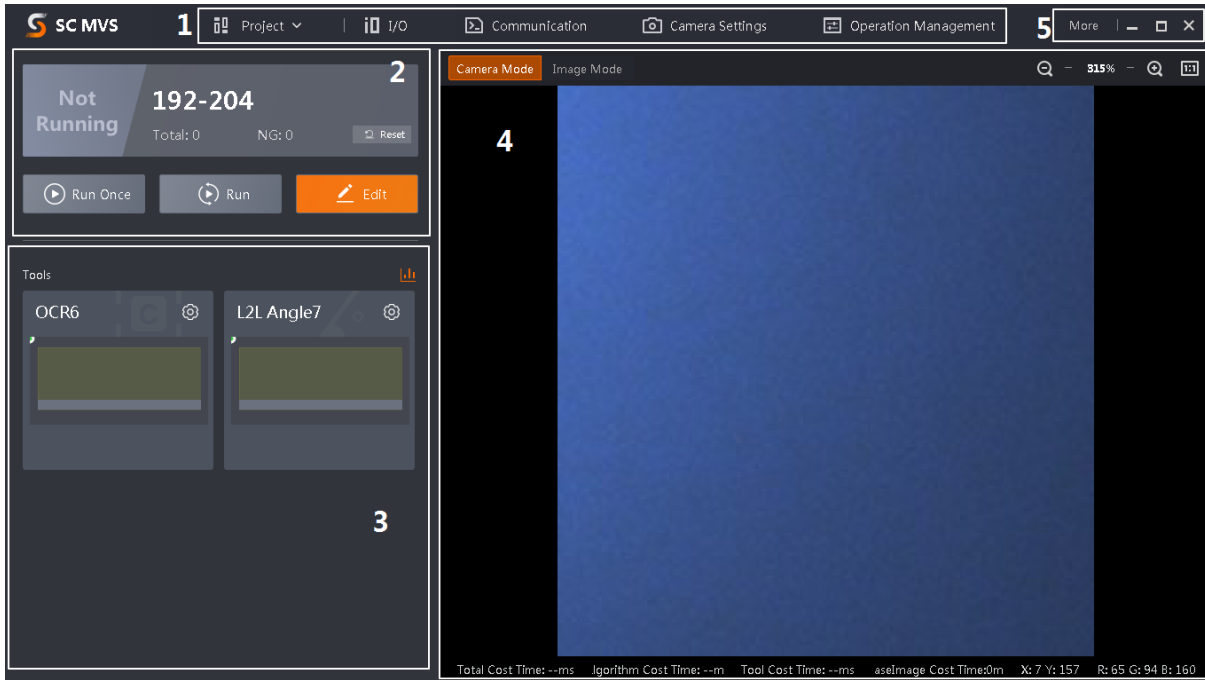 SC MVS 1 Project I/O Communication Camera Settings Operation Management 5 More
2
Not Running
192-204
Total: 0 NG: 0 Reset
Run Once Run Edit
Camera Mode Image Mode 315% 1:1
4
Tools
OCR6 L2L Angle7
3
Total Cost Time: --ms lgorithm Cost Time: --m Tool Cost Time: --ms aseImage Cost Time:0m X: 7 Y: 157 R: 65 G: 94 B: 160